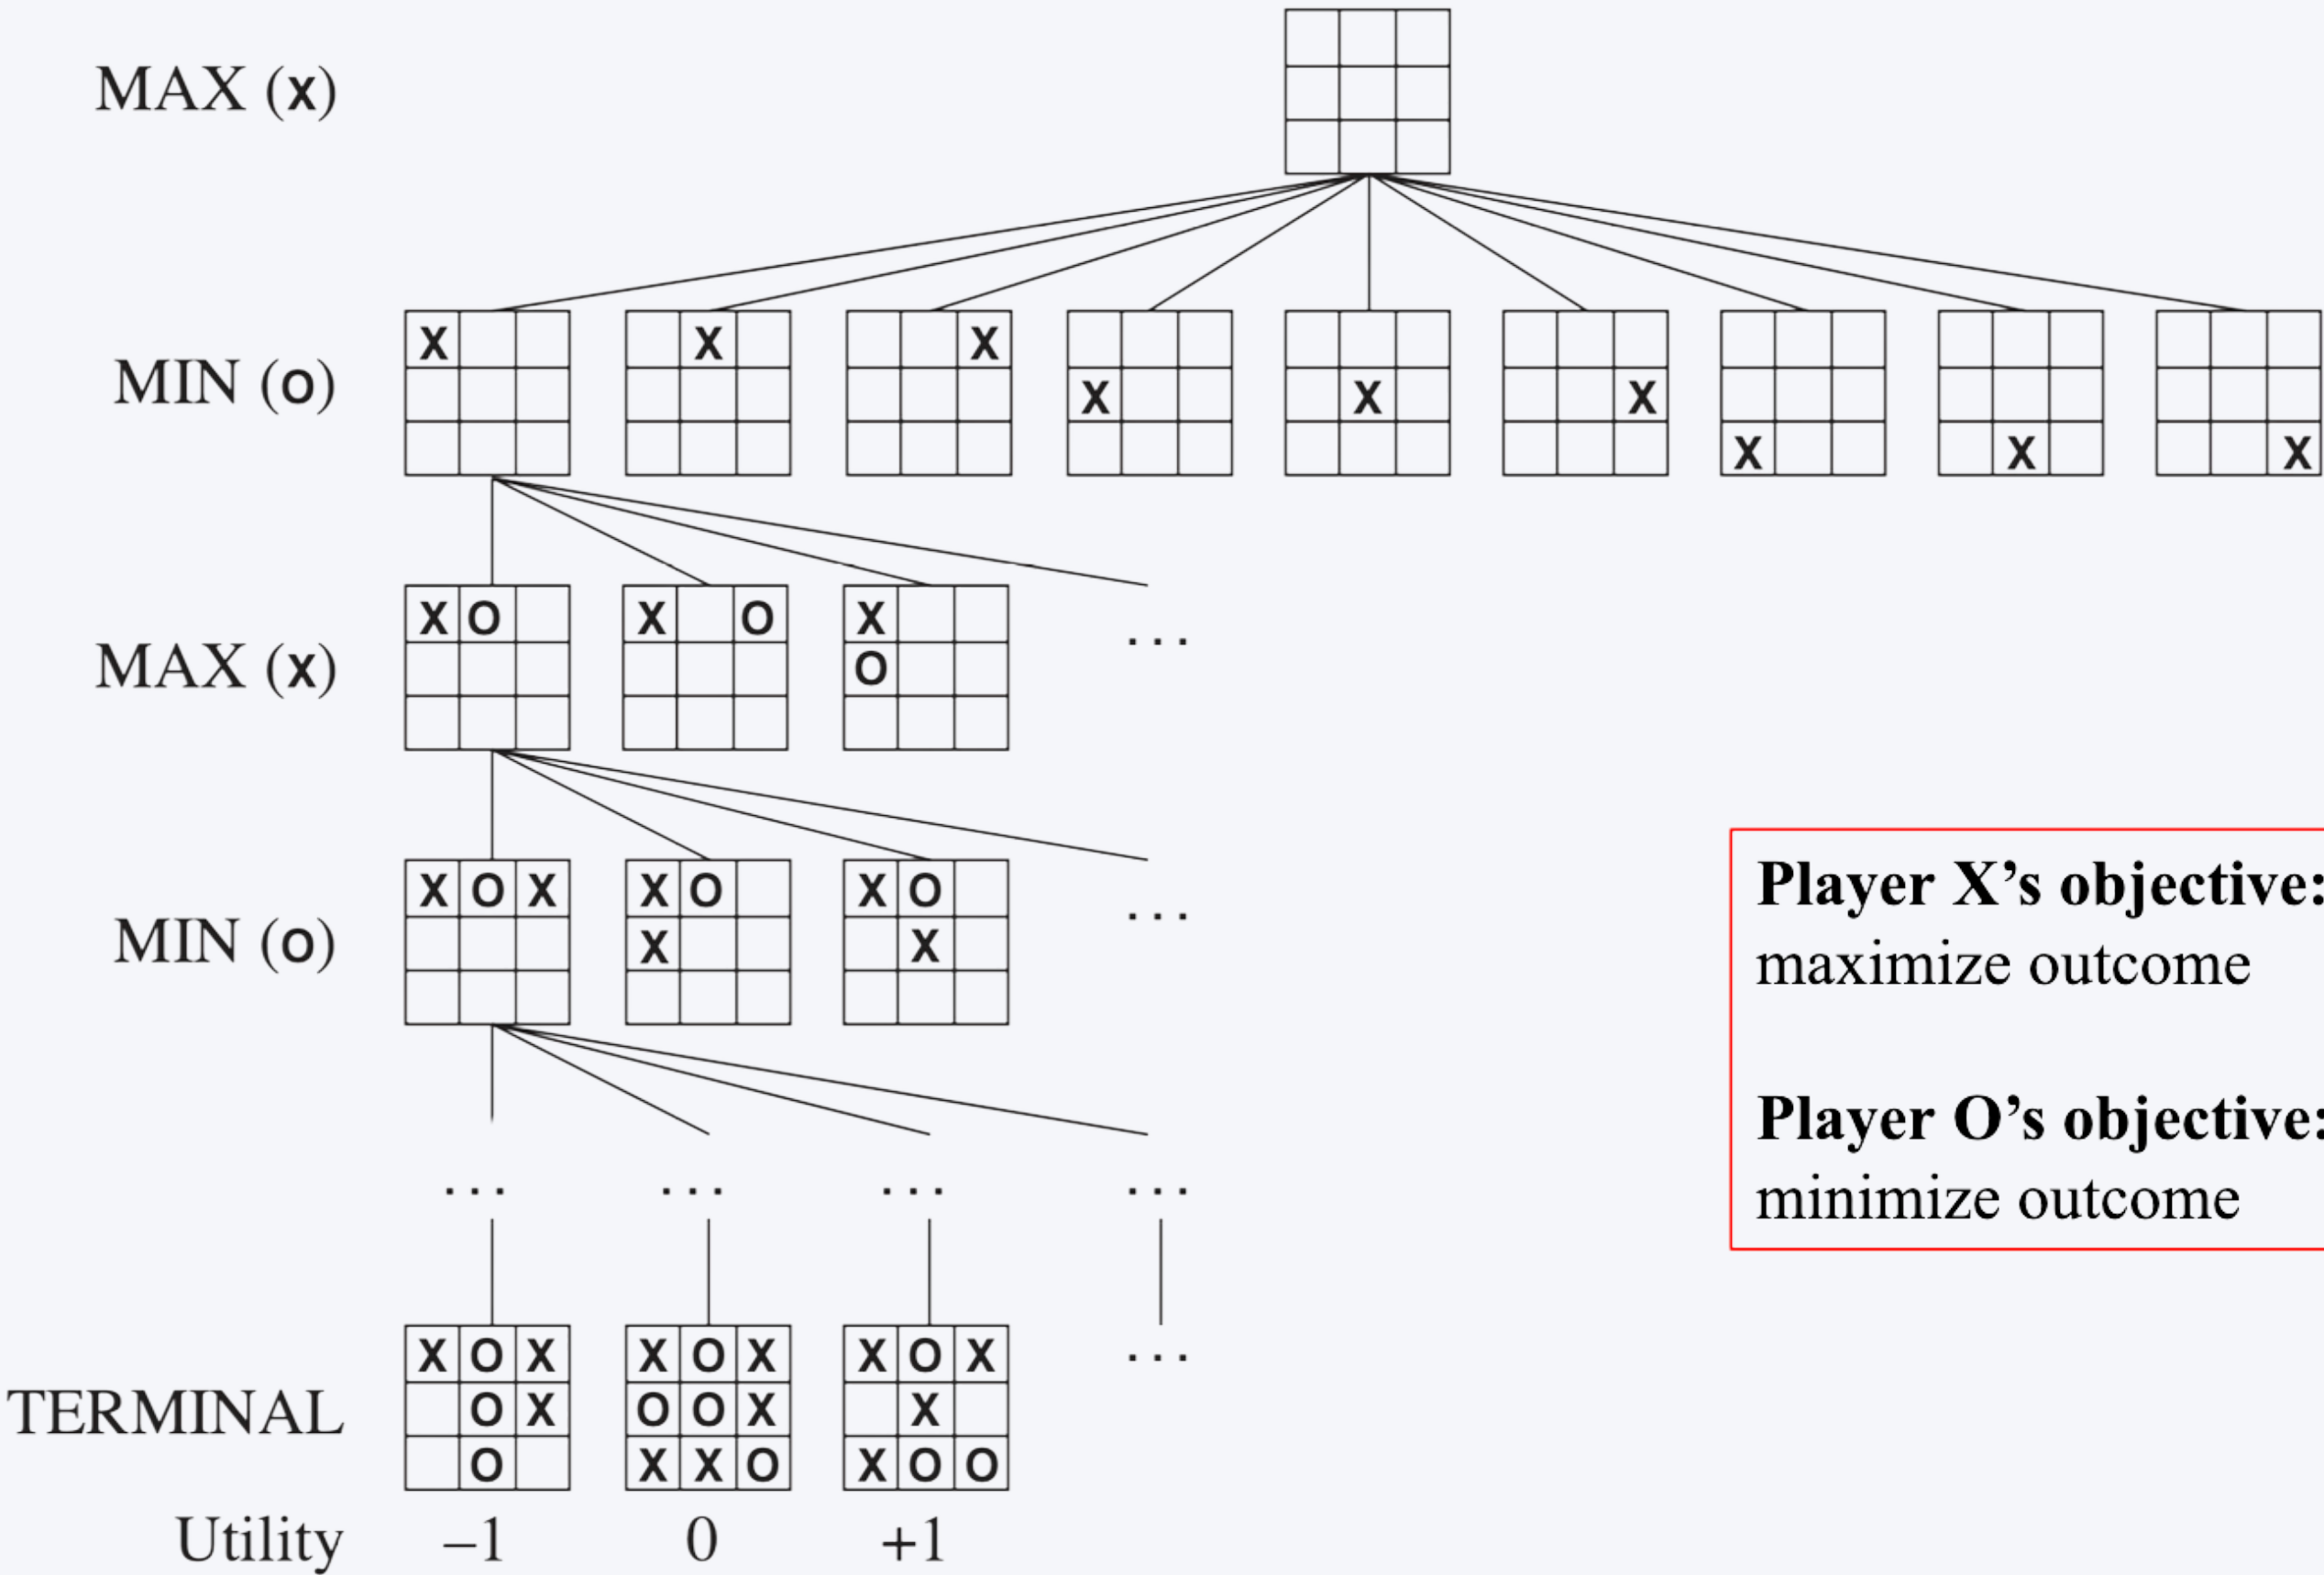 MAX (X)
MIN (O)
X
X
X
X
X
X
X
X
X
MAX (X)
X O
X O
X
O
...
MIN (O)
X O X
X O
X
X O
X
...
... ... ... ...
TERMINAL
X O X
O X
O
X O X
O O X
X X O
X O X
X
X O O
...
Utility –1 0 +1
Player X’s objective:
maximize outcome
Player O’s objective:
minimize outcome